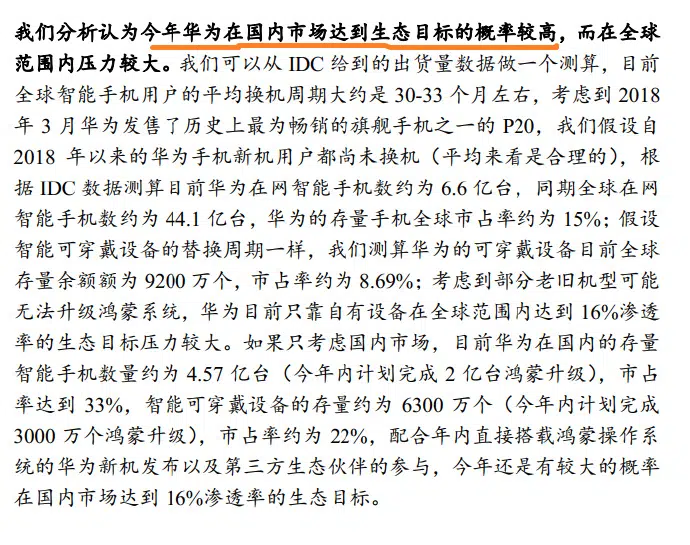 我们分析认为今年华为在国内市场达到生态目标的概率较高，而在全球
范围内压力较大。我们可以从 IDC 给到的出货量数据做一个测算，目前
全球智能手机用户的平均换机周期大约是 30-33 个月左右，考虑到 2018
年 3 月华为发售了历史上最为畅销的旗舰手机之一的 P20，我们假设自
2018 年以来的华为手机新机用户都尚未换机（平均来看是合理的），根
据 IDC 数据测算目前华为在网智能手机数约为 6.6 亿台，同期全球在网
智能手机数约为 44.1 亿台，华为的存量手机全球市占率约为 15%；假设
智能可穿戴设备的替换周期一样，我们测算华为的可穿戴设备目前全球
存量余额额为 9200 万个，市占率约为 8.69%；考虑到部分老旧机型可能
无法升级鸿蒙系统，华为目前只靠自有设备在全球范围内达到 16%渗透
率的生态目标压力较大。如果只考虑国内市场，目前华为在国内的存量
智能手机数量约为 4.57 亿台（今年内计划完成 2 亿台鸿蒙升级），市占
率达到 33%，智能可穿戴设备的存量约为 6300 万个（今年内计划完成
3000 万个鸿蒙升级），市占率约为 22%，配合年内直接搭载鸿蒙操作系
统的华为新机发布以及第三方生态伙伴的参与，今年还是有较大的概率
在国内市场达到 16%渗透率的生态目标。